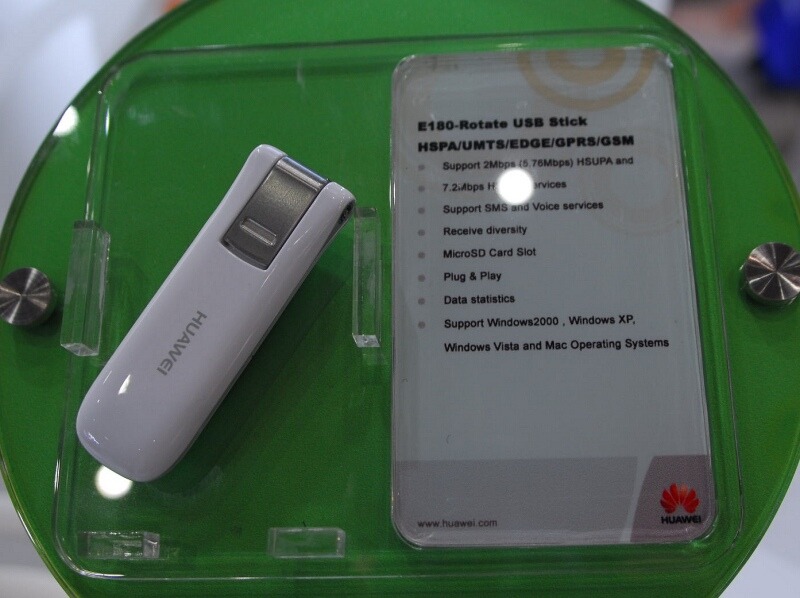 HUAWEI
E180-Rotate USB Stick
HSPA/UMTS/EDGE/GPRS/GSM
Support 2Mbps (5.76Mbps) HSUPA and
7.2Mbps
Support SMS and Voice services
Receive diversity
MicroSD Card Slot
Plug & Play
Data statistics
Support Windows2000 , Windows XP,
Windows Vista and Mac Operating Systems
www.huawei.com
HUAWEI